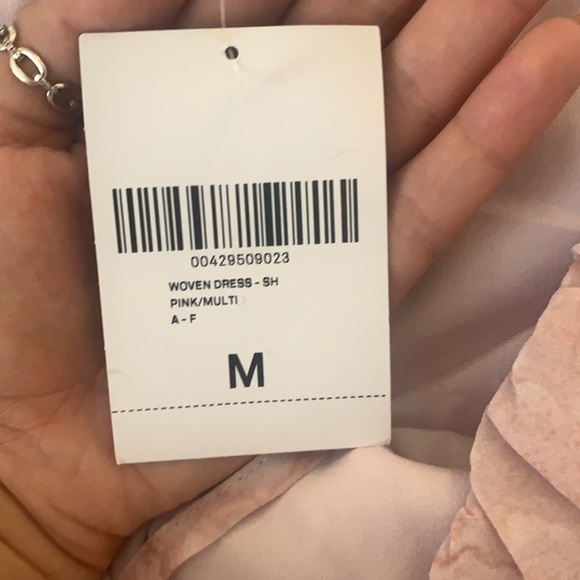 00429509023
WOVEN DRESS - SH
PINK/MULTI
A - F
M